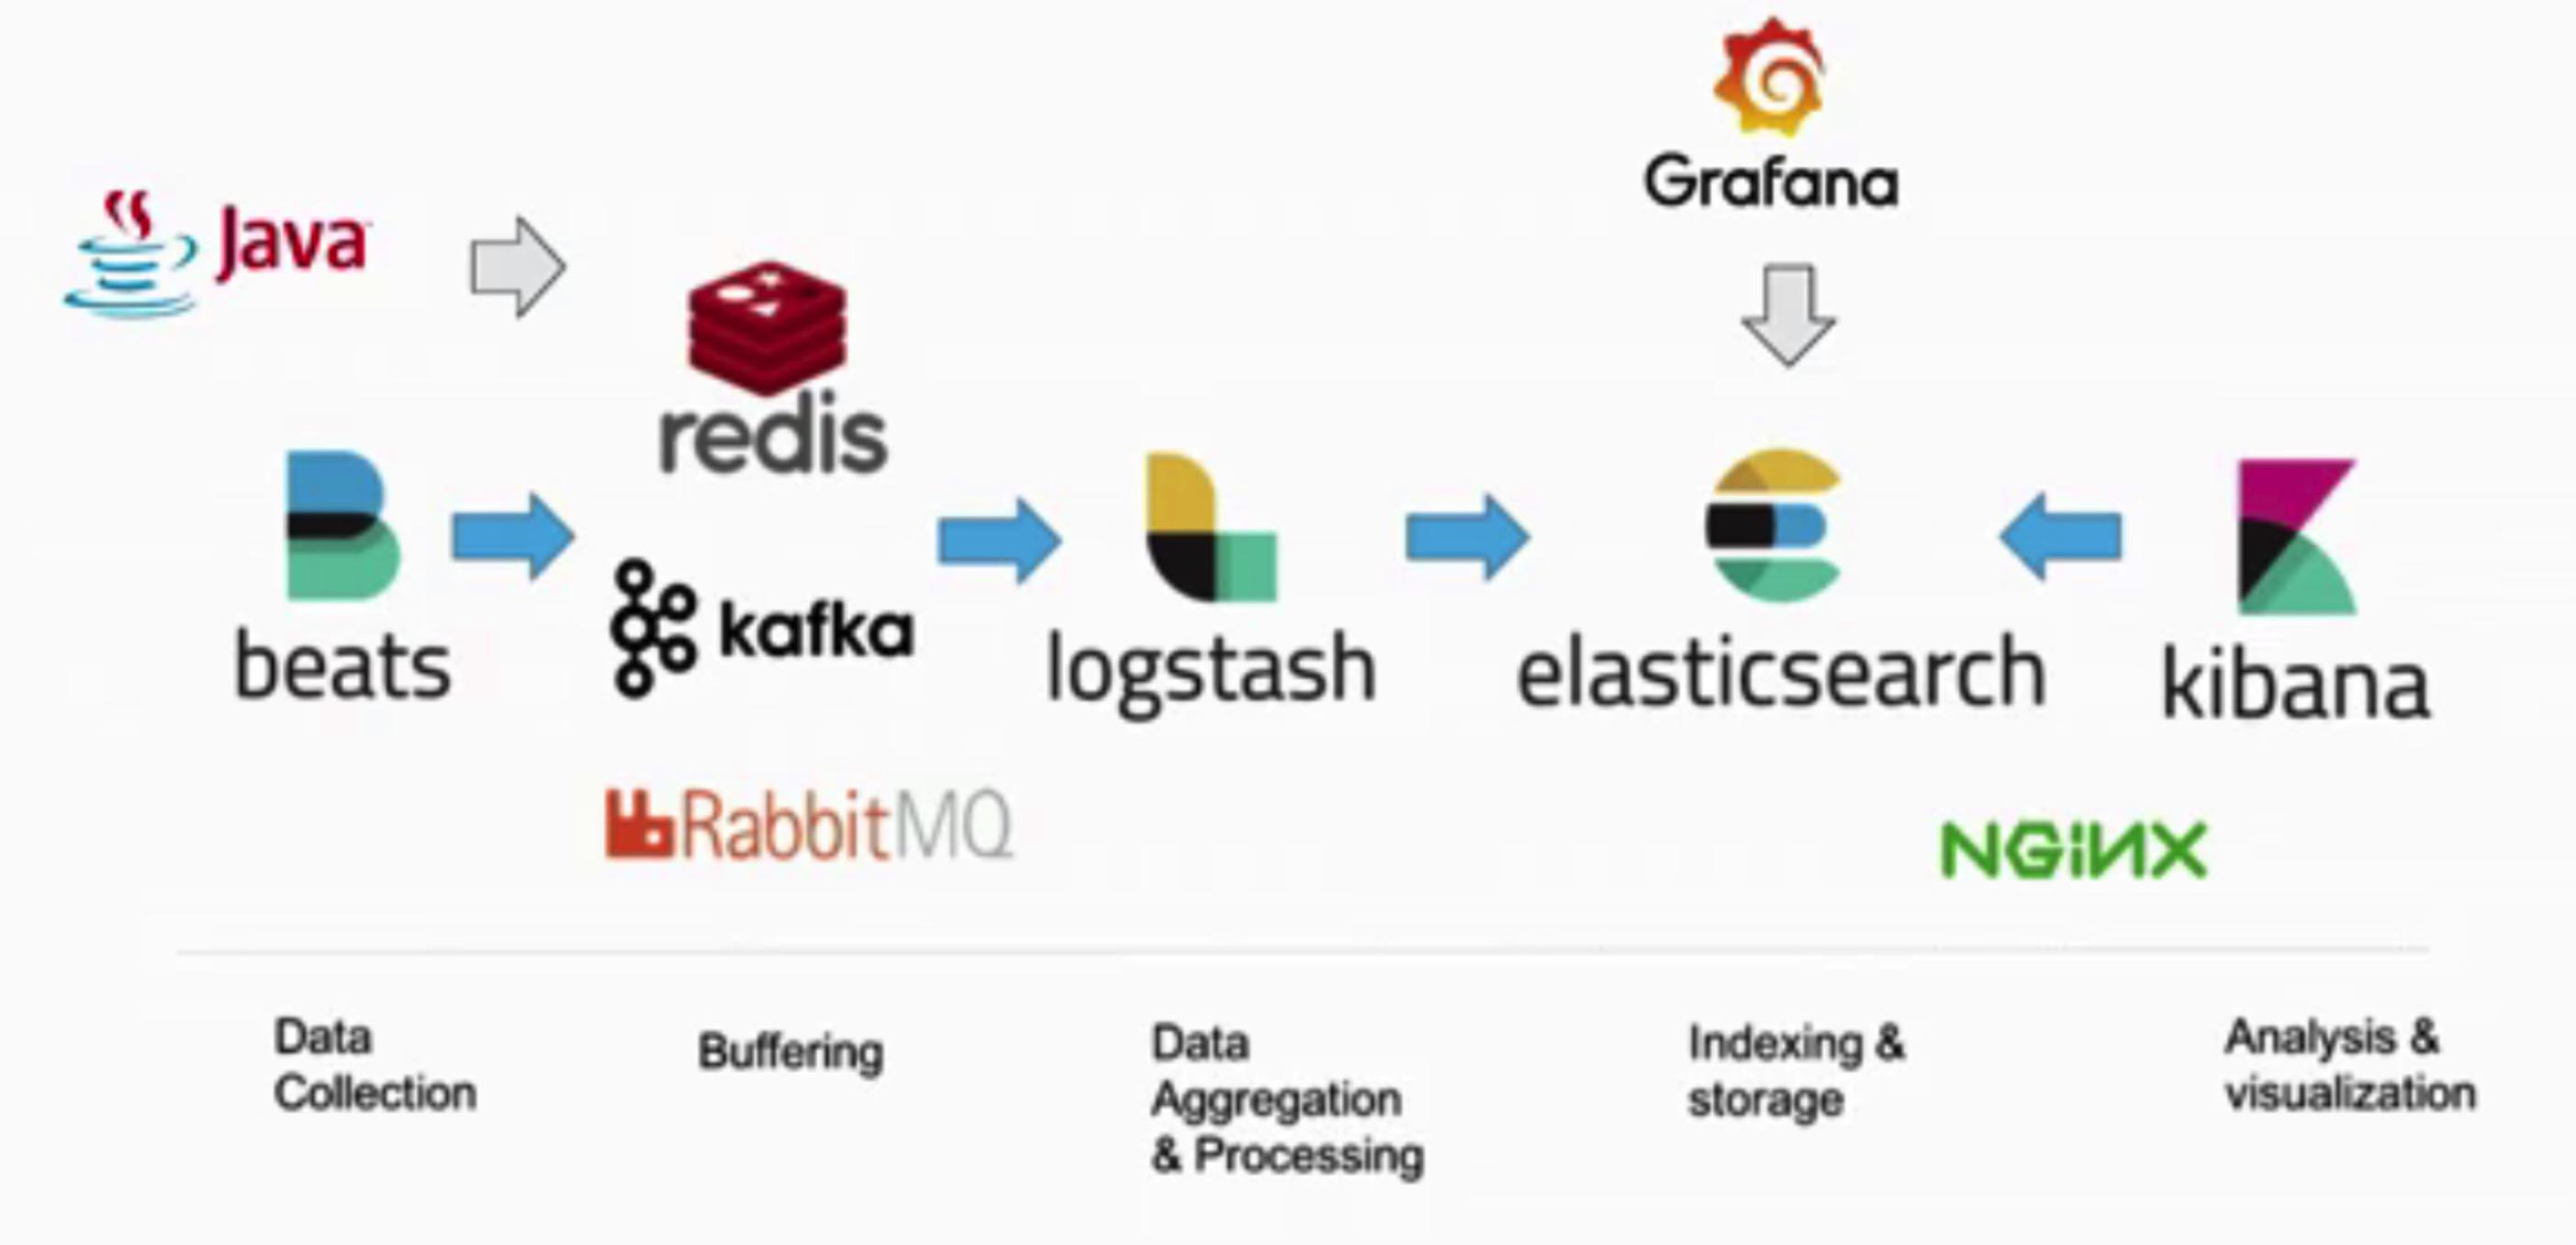 Grafana
Java
redis
beats
kafka
logstash
elasticsearch
kibana
RabbitMQ
NGiNX
Data
Collection
Buffering
Data
Aggregation
& Processing
Indexing &
storage
Analysis &
visualization